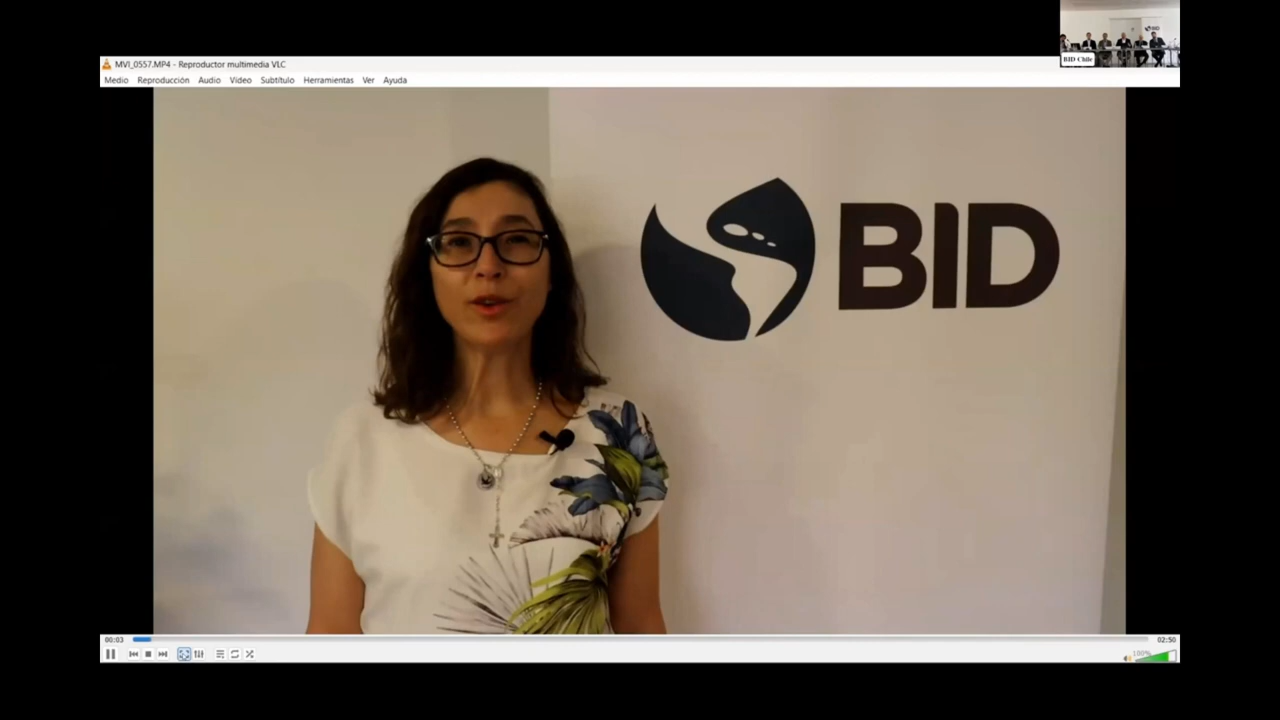 BID Chile
MVI_0557.MP4 - Reproductor multimedia VLC
Medio Reproducción Audio Video Subtítulo Herramientas Ver Ayuda
BID
00:03
02:50
100%